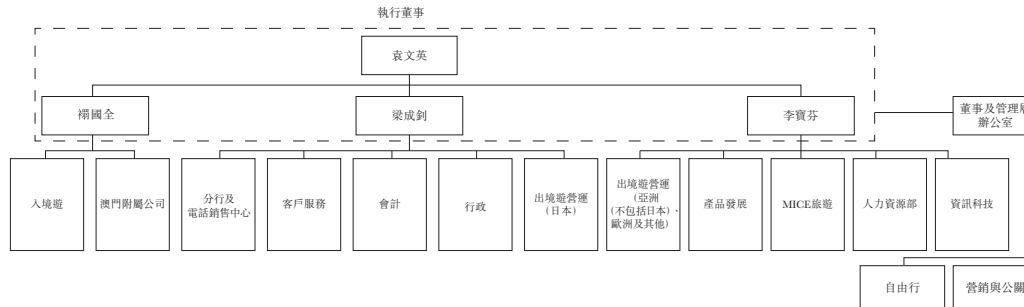 執行董事
袁文英
禤國全
梁成釗
李寶芬
董事及管理層
辦公室
入境遊
澳門附屬公司
分行及
電話銷售中心
客戶服務
會計
行政
出境遊營運
(日本)
出境遊營運
(亞洲
(不包括日本)、
歐洲及其他)
產品發展
MICE旅遊
人力資源部
資訊科技
自由行
營銷與公關